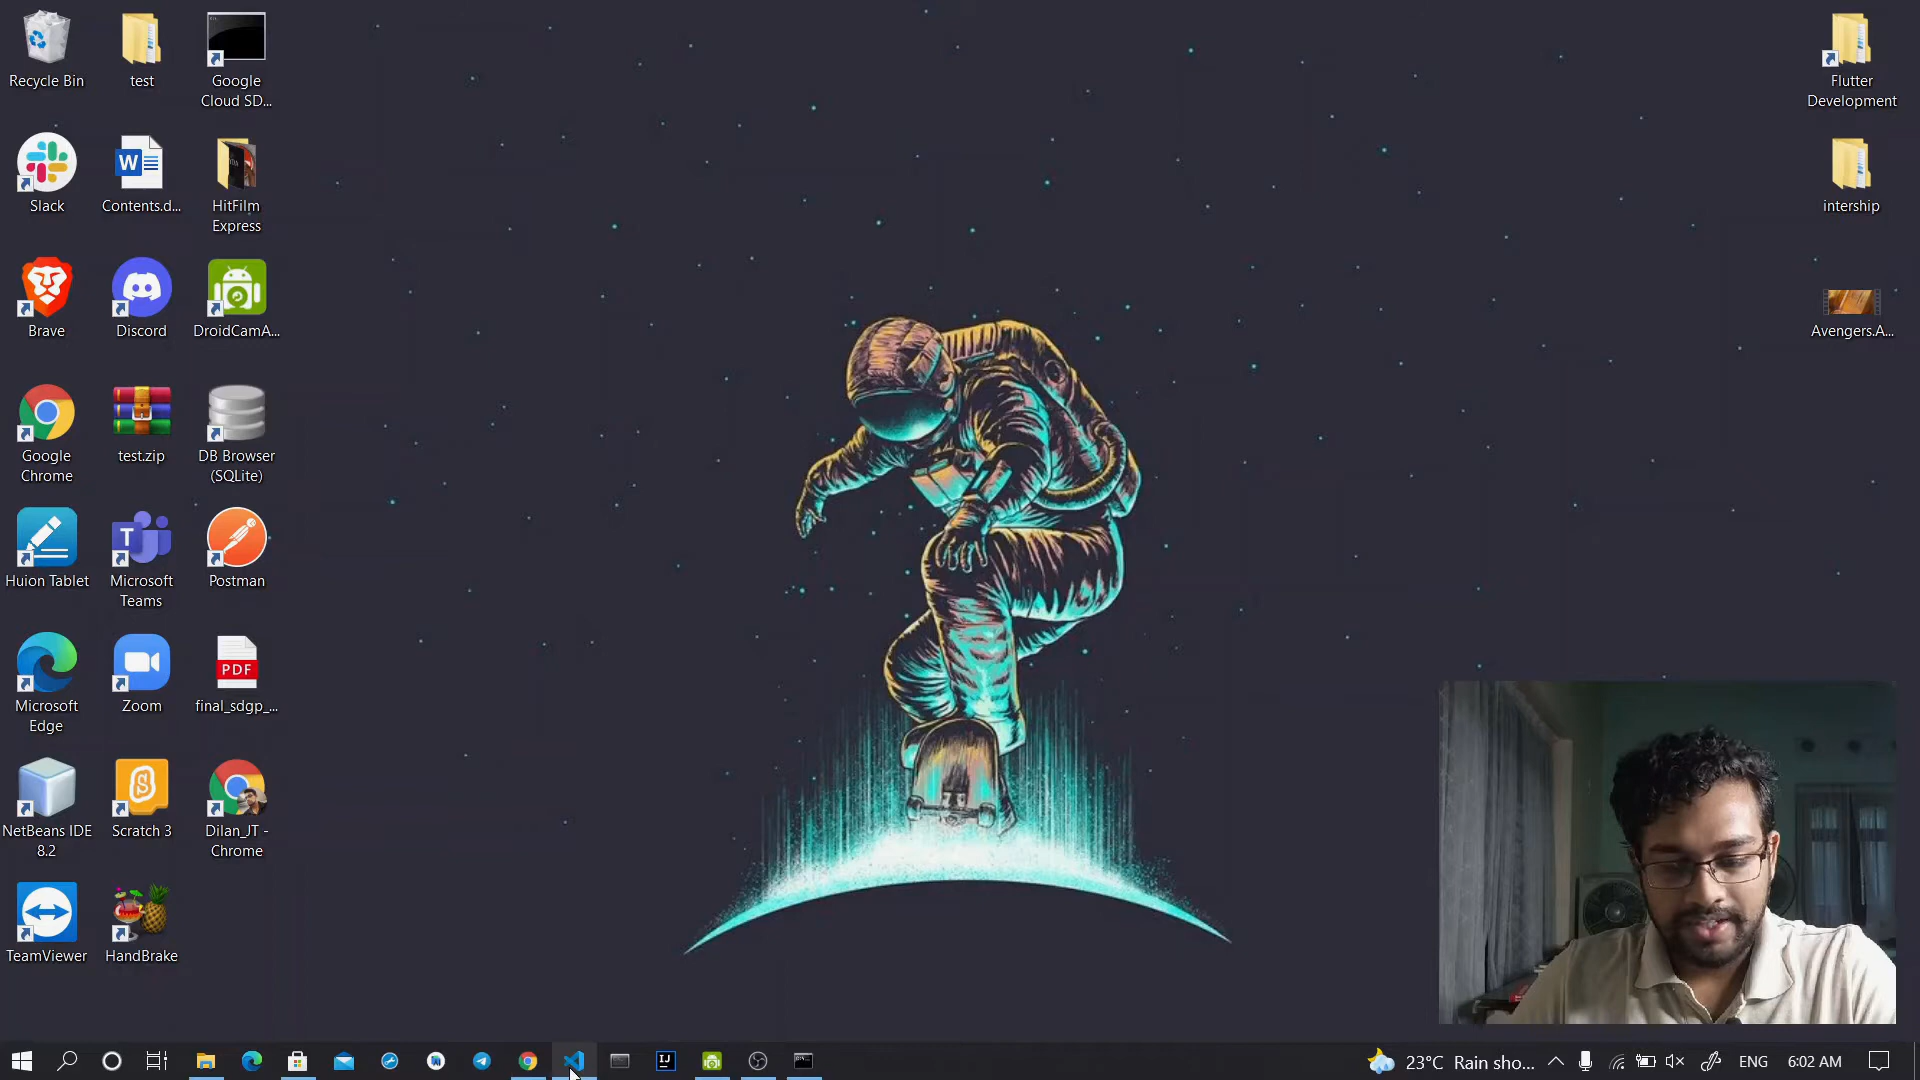 Recycle Bin
test
Google
Cloud SD...
Flutter
Development
Slack
W
Contents.d...
HitFilm
Express
intership
Brave
Discord
DroidCamA...
Avengers.A...
Google
Chrome
test.zip
DB Browser
(SQLite)
Huion Tablet
T
Microsoft
Teams
Postman
Microsoft
Edge
Zoom
PDF
final_sdgp_...
NetBeans IDE
8.2
S
Scratch 3
Dilan_JT -
Chrome
TeamViewer
HandBrake
IJ
23°C Rain sho...
ENG
6:02 AM